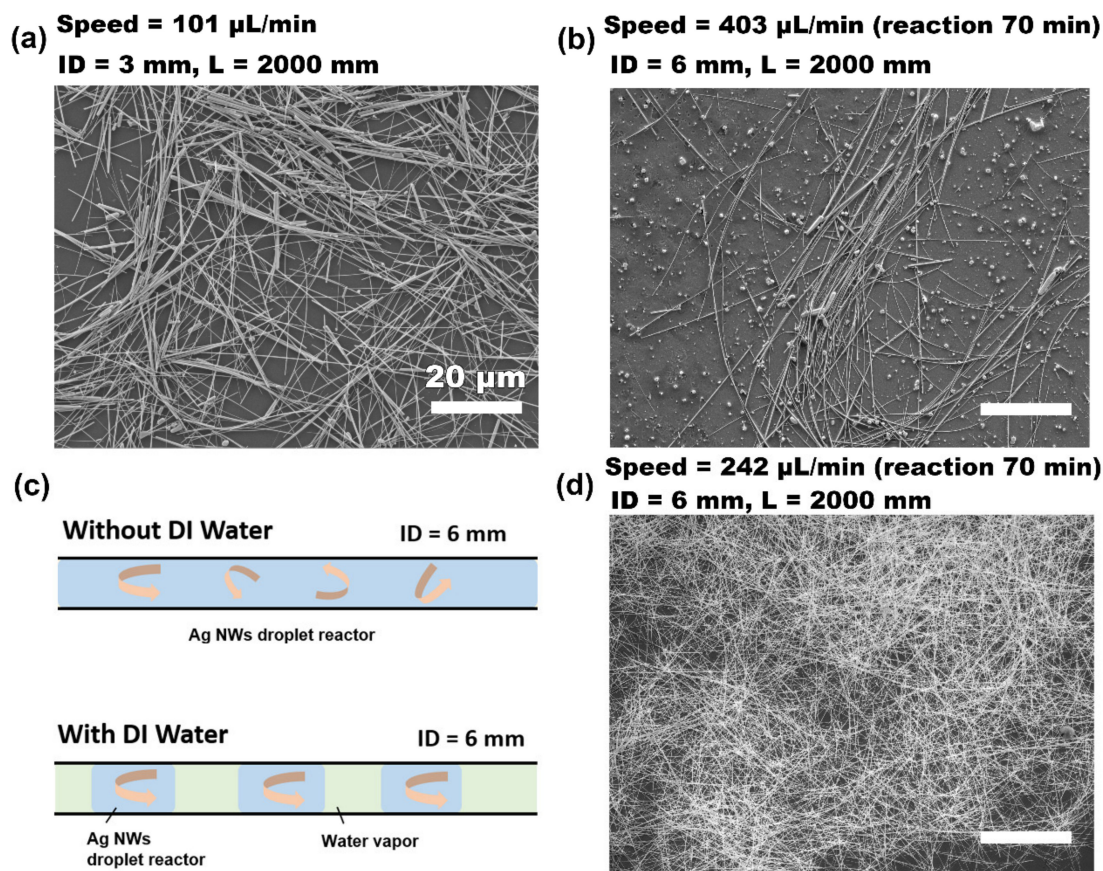 (a) Speed = 101 µL/min
ID = 3 mm, L = 2000 mm
20 µm
(b) Speed = 403 µL/min (reaction 70 min)
ID = 6 mm, L = 2000 mm
(c)
Without DI Water ID = 6 mm
Ag NWs droplet reactor
With DI Water ID = 6 mm
Ag NWs
droplet reactor
Water vapor
(d) Speed = 242 µL/min (reaction 70 min)
ID = 6 mm, L = 2000 mm